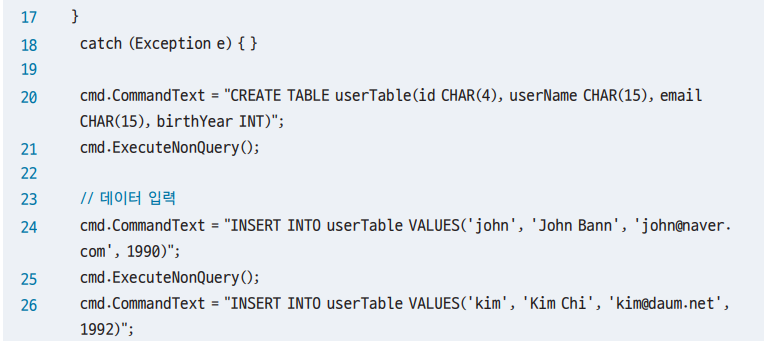 17 }
18 catch (Exception e) { }
19
20 cmd.CommandText = "CREATE TABLE userTable(id CHAR(4), userName CHAR(15), email
CHAR(15), birthYear INT)";
21 cmd.ExecuteNonQuery();
22
23 // 데이터 입력
24 cmd.CommandText = "INSERT INTO userTable VALUES('john', 'John Bann', 'john@naver.
com', 1990)";
25 cmd.ExecuteNonQuery();
26 cmd.CommandText = "INSERT INTO userTable VALUES('kim', 'Kim Chi', 'kim@daum.net',
1992)";